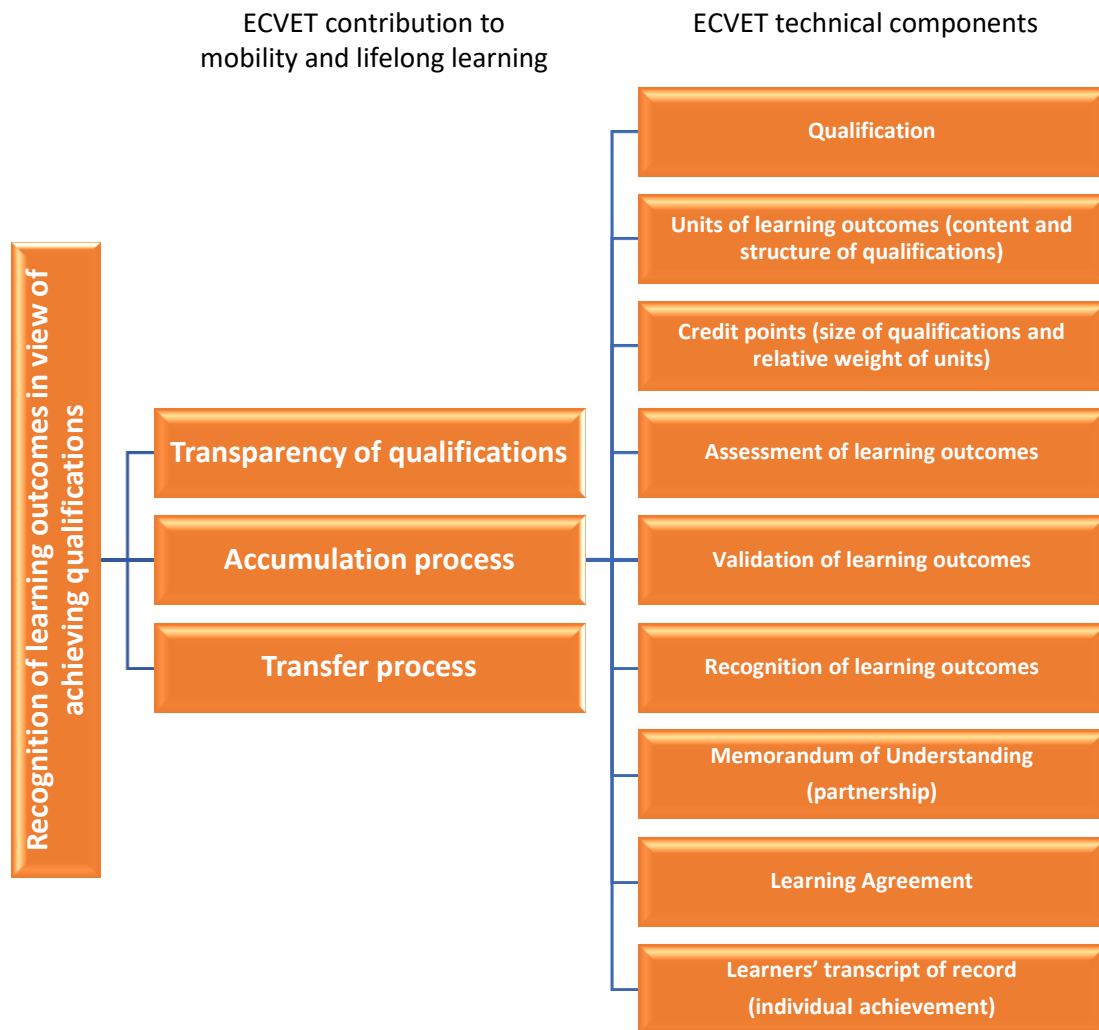 ECVET contribution to
mobility and lifelong learning
ECVET technical components
Recognition of learning outcomes in view of
achieving qualifications
Transparency of qualifications
Accumulation process
Transfer process
Qualification
Units of learning outcomes (content and
structure of qualifications)
Credit points (size of qualifications and
relative weight of units)
Assessment of learning outcomes
Validation of learning outcomes
Recognition of learning outcomes
Memorandum of Understanding
(partnership)
Learning Agreement
Learners’ transcript of record
(individual achievement)